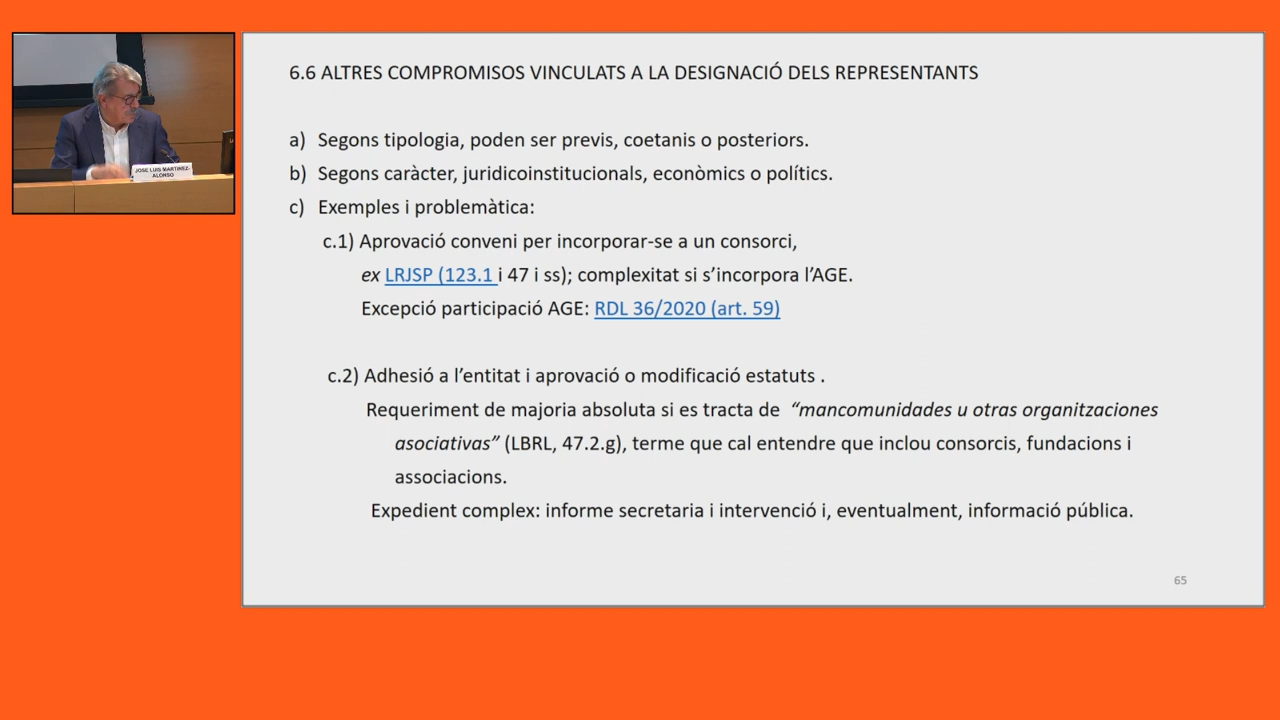 JOSE LUIS MARTINEZ-
ALONSO
6.6 ALTRES COMPROMISOS VINCULATS A LA DESIGNACIÓ DELS REPRESENTANTS
a) Segons tipologia, poden ser previs, coetanis o posteriors.
b) Segons caràcter, juridicoinstitucionals, econòmics o polítics.
c) Exemples i problemàtica:
c.1) Aprovació conveni per incorporar-se a un consorci,
ex LRJSP (123.1 i 47 i ss); complexitat si s’incorpora l’AGE.
Excepció participació AGE: RDL 36/2020 (art. 59)
c.2) Adhesió a l’entitat i aprovació o modificació estatuts .
Requeriment de majoria absoluta si es tracta de “mancomunidades u otras organitzaciones
asociativas” (LBRL, 47.2.g), terme que cal entendre que inclou consorcis, fundacions i
associacions.
Expedient complex: informe secretaria i intervenció i, eventualment, informació pública.
65